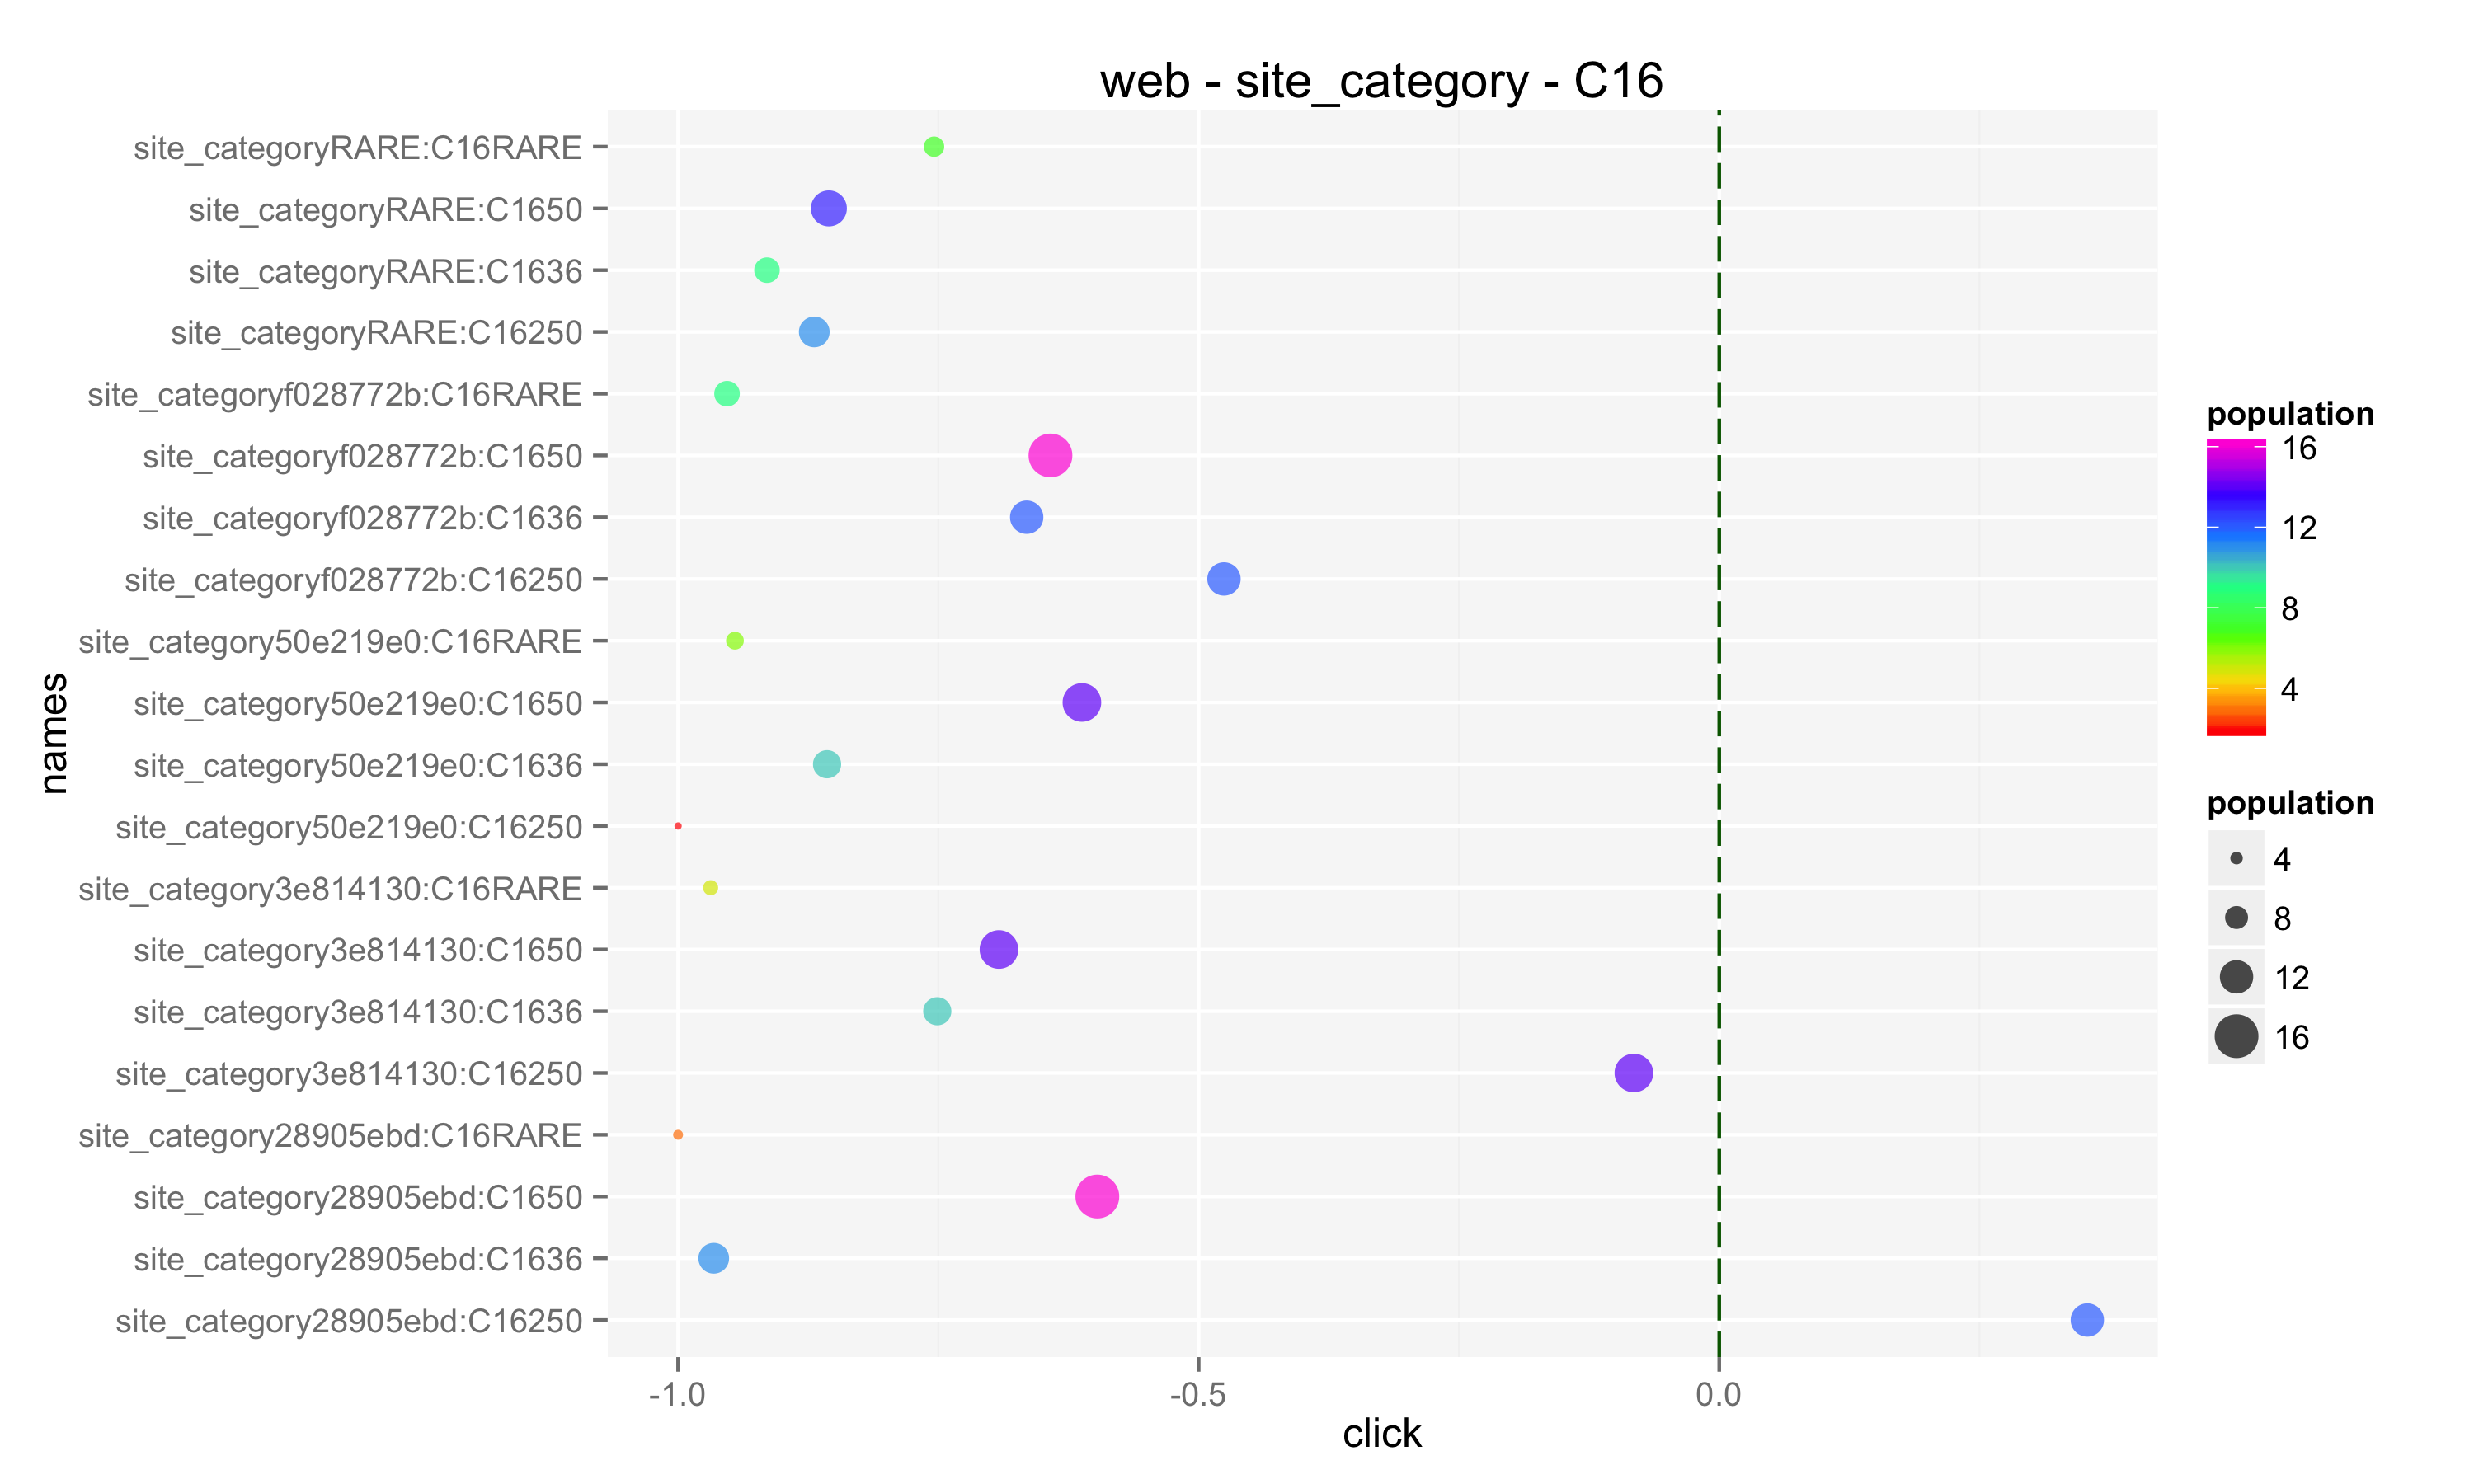 web - site_category - C16
names
site_categoryRARE:C16RARE
site_categoryRARE:C1650
site_categoryRARE:C1636
site_categoryRARE:C16250
site_categoryf028772b:C16RARE
site_categoryf028772b:C1650
site_categoryf028772b:C1636
site_categoryf028772b:C16250
site_category50e219e0:C16RARE
site_category50e219e0:C1650
site_category50e219e0:C1636
site_category50e219e0:C16250
site_category3e814130:C16RARE
site_category3e814130:C1650
site_category3e814130:C1636
site_category3e814130:C16250
site_category28905ebd:C16RARE
site_category28905ebd:C1650
site_category28905ebd:C1636
site_category28905ebd:C16250
-1.0 -0.5 0.0
click
population
16
12
8
4
population
4
8
12
16